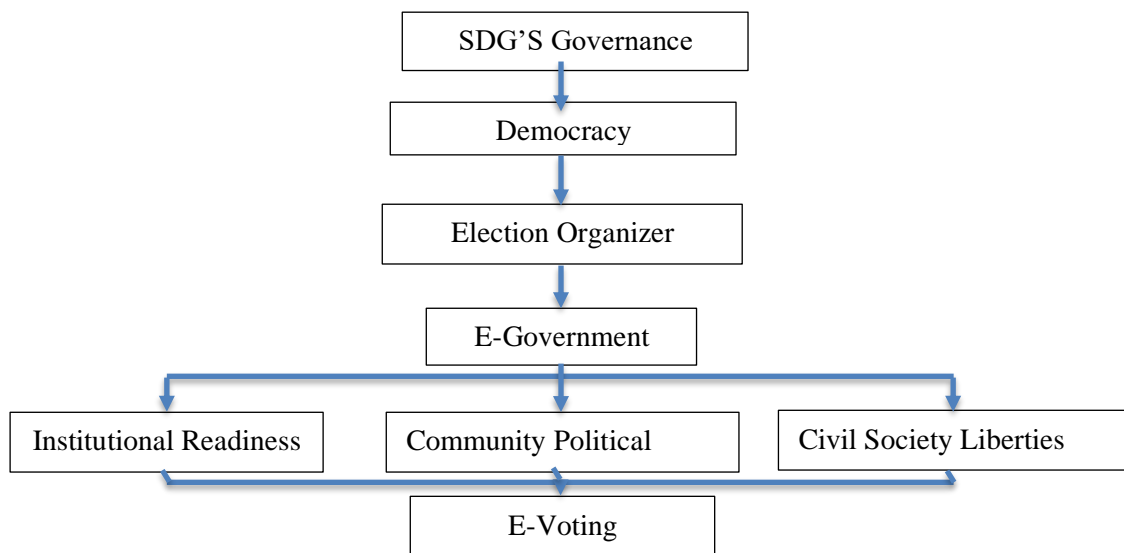 SDG’S Governance
Democracy
Election Organizer
E-Government
Institutional Readiness
Community Political
Civil Society Liberties
E-Voting